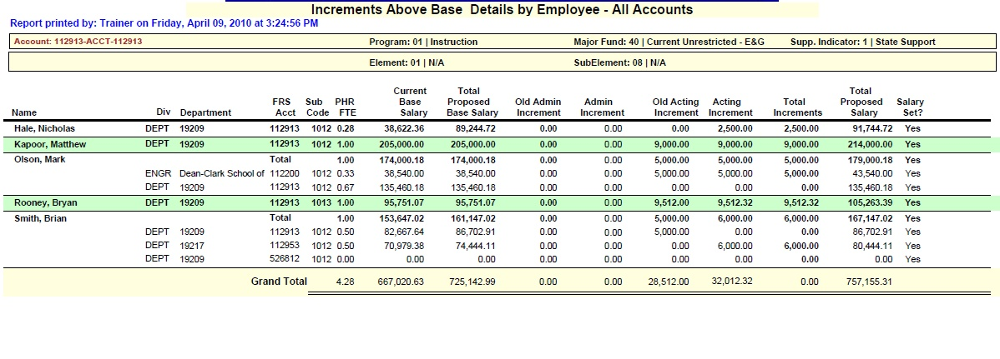 Increments Above Base Details by Employee - All Accounts
Report printed by: Trainer on Friday, April 09, 2010 at 3:24:56 PM
Account: 112913-ACCT-112913 Program: 01 | Instruction Major Fund: 40 | Current Unrestricted - E&G Supp. Indicator: 1 | State Support
Element: 01 | N/A SubElement: 08 | N/A
Current Total Total
FRS Sub PHR Base Proposed Old Admin Admin Old Acting Acting Total Proposed Salary
Name Div Department Acct Code FTE Salary Base Salary Increment Increment Increment Increment Increments Salary Set?
Hale, Nicholas DEPT 19209 112913 1012 0.28 38,622.36 89,244.72 0.00 0.00 0.00 2,500.00 2,500.00 91,744.72 Yes
Kapoor, Matthew DEPT 19209 112913 1012 1.00 205,000.00 205,000.00 0.00 0.00 9,000.00 9,000.00 9,000.00 214,000.00 Yes
Olson, Mark Total 1.00 174,000.18 174,000.18 0.00 0.00 5,000.00 5,000.00 5,000.00 179,000.18 Yes
ENGR Dean-Clark School of 112200 1012 0.33 38,540.00 38,540.00 0.00 0.00 5,000.00 5,000.00 5,000.00 43,540.00 Yes
DEPT 19209 112913 1012 0.67 135,460.18 135,460.18 0.00 0.00 0.00 0.00 0.00 135,460.18 Yes
Rooney, Bryan DEPT 19209 112913 1013 1.00 95,751.07 95,751.07 0.00 0.00 9,512.00 9,512.32 9,512.32 105,263.39 Yes
Smith, Brian Total 1.00 153,647.02 161,147.02 0.00 0.00 5,000.00 6,000.00 6,000.00 167,147.02 Yes
DEPT 19209 112913 1012 0.50 82,667.64 86,702.91 0.00 0.00 5,000.00 0.00 0.00 86,702.91 Yes
DEPT 19217 112953 1012 0.50 70,979.38 74,444.11 0.00 0.00 0.00 6,000.00 6,000.00 80,444.11 Yes
DEPT 19209 526812 1012 0.00 0.00 0.00 0.00 0.00 0.00 0.00 0.00 0.00 Yes
Grand Total 4.28 667,020.63 725,142.99 0.00 0.00 28,512.00 32,012.32 0.00 757,155.31